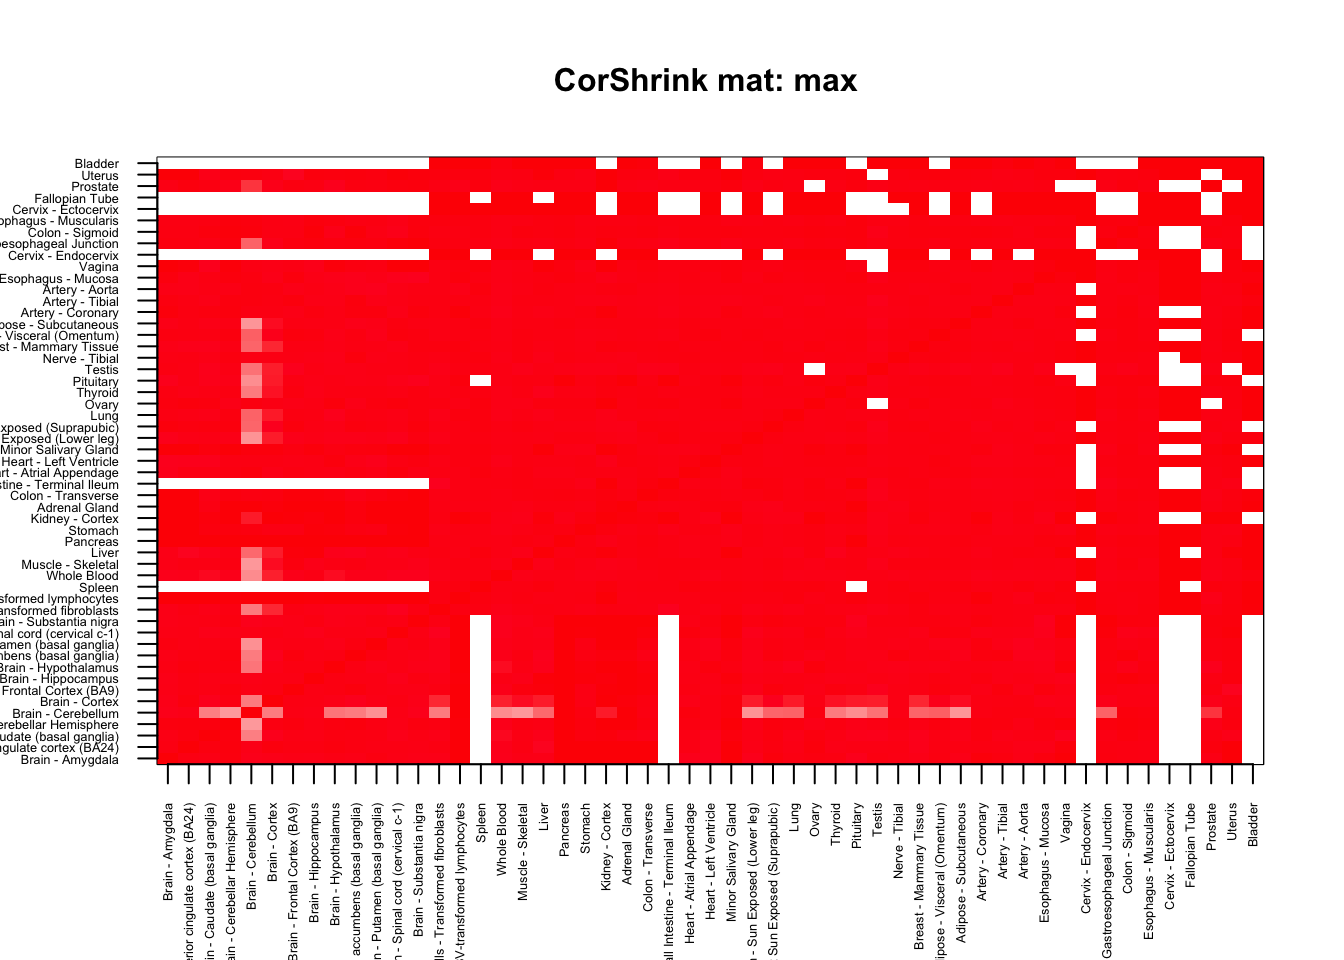 CorShrink mat: max
Bladder
Uterus
Prostate
Fallopian Tube
Cervix - Ectocervix
ophagus - Muscularis
Colon - Sigmoid
oesophageal Junction
Cervix - Endocervix
Vagina
Esophagus - Mucosa
Artery - Aorta
Artery - Tibial
Artery - Coronary
pose - Subcutaneous
- Visceral (Omentum)
st - Mammary Tissue
Nerve - Tibial
Testis
Pituitary
Thyroid
Ovary
Lung
xposed (Suprapubic)
Exposed (Lower leg)
Minor Salivary Gland
Heart - Left Ventricle
art - Atrial Appendage
stine - Terminal Ileum
Colon - Transverse
Adrenal Gland
Kidney - Cortex
Stomach
Pancreas
Liver
Muscle - Skeletal
Whole Blood
Spleen
nsformed lymphocytes
ansformed fibroblasts
ain - Substantia nigra
nal cord (cervical c-1)
amen (basal ganglia)
mbens (basal ganglia)
Brain - Hypothalamus
Brain - Hippocampus
Frontal Cortex (BA9)
Brain - Cortex
Brain - Cerebellum
erebellar Hemisphere
udate (basal ganglia)
ngulate cortex (BA24)
Brain - Amygdala
Brain - Amygdala
erior cingulate cortex (BA24)
n - Caudate (basal ganglia)
ain - Cerebellar Hemisphere
Brain - Cerebellum
Brain - Cortex
Brain - Frontal Cortex (BA9)
Brain - Hippocampus
Brain - Hypothalamus
accumbens (basal ganglia)
n - Putamen (basal ganglia)
n - Spinal cord (cervical c-1)
Brain - Substantia nigra
lls - Transformed fibroblasts
3V-transformed lymphocytes
Spleen
Whole Blood
Muscle - Skeletal
Liver
Pancreas
Stomach
Kidney - Cortex
Adrenal Gland
Colon - Transverse
all Intestine - Terminal Ileum
Heart - Atrial Appendage
Heart - Left Ventricle
Minor Salivary Gland
n - Sun Exposed (Lower leg)
Sun Exposed (Suprapubic)
Lung
Ovary
Thyroid
Pituitary
Testis
Nerve - Tibial
Breast - Mammary Tissue
dipose - Visceral (Omentum)
Adipose - Subcutaneous
Artery - Coronary
Artery - Tibial
Artery - Aorta
Esophagus - Mucosa
Vagina
Cervix - Endocervix
Gastroesophageal Junction
Colon - Sigmoid
Esophagus - Muscularis
Cervix - Ectocervix
Fallopian Tube
Prostate
Uterus
Bladder